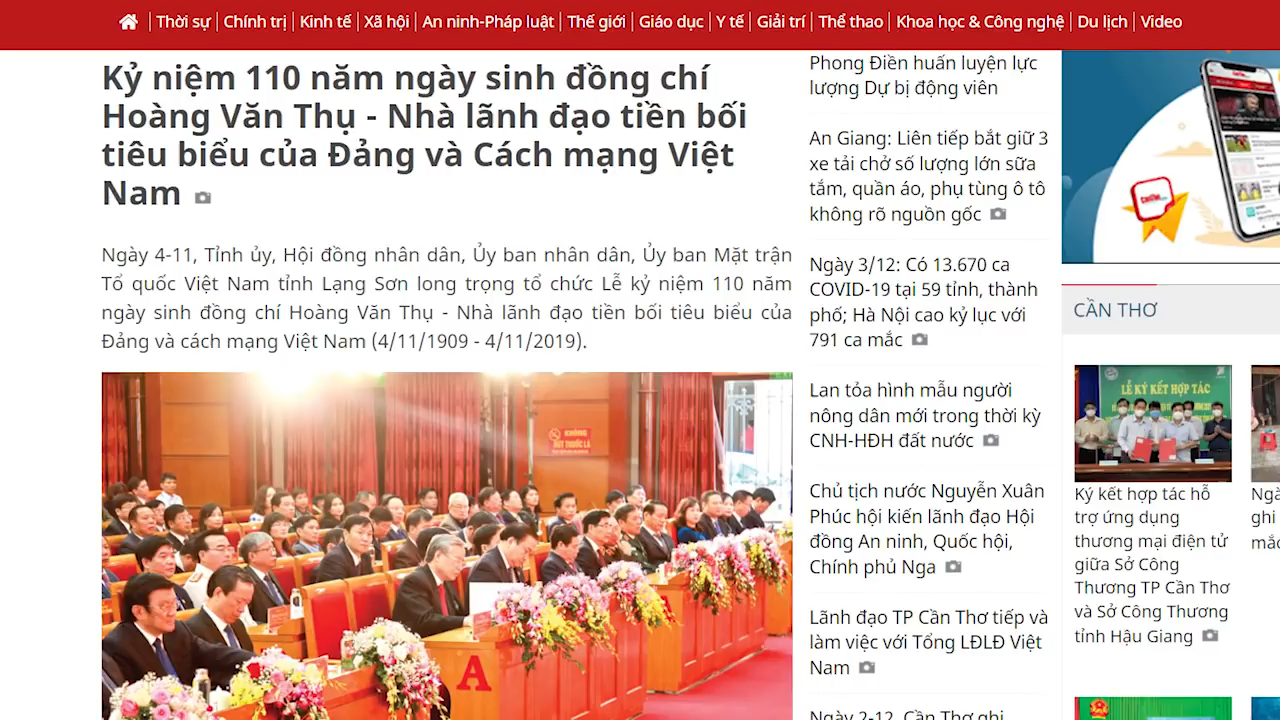 Thời sự
Chính trị
Kinh tế
Xã hội
An ninh-Pháp luật
Thế giới
Giáo dục
Y tế
Giải trí
Thể thao
Khoa học & Công nghệ
Du lịch
Video
Kỷ niệm 110 năm ngày sinh đồng chí
Hoàng Văn Thụ - Nhà lãnh đạo tiền bối
tiêu biểu của Đảng và Cách mạng Việt
Nam
Ngày 4-11, Tỉnh ủy, Hội đồng nhân dân, Ủy ban nhân dân, Ủy ban Mặt trận
Tổ quốc Việt Nam tỉnh Lạng Sơn long trọng tổ chức Lễ kỷ niệm 110 năm
ngày sinh đồng chí Hoàng Văn Thụ - Nhà lãnh đạo tiền bối tiêu biểu của
Đảng và cách mạng Việt Nam (4/11/1909 - 4/11/2019).
KHÔNG
HÚT THUỐC LÁ
A
Phong Điền huấn luyện lực
lượng Dự bị động viên
An Giang: Liên tiếp bắt giữ 3
xe tải chở số lượng lớn sữa
tắm, quần áo, phụ tùng ô tô
không rõ nguồn gốc
Ngày 3/12: Có 13.670 ca
COVID-19 tại 59 tỉnh, thành
phố; Hà Nội cao kỷ lục với
791 ca mắc
Lan tỏa hình mẫu người
nông dân mới trong thời kỳ
CNH-HĐH đất nước
Chủ tịch nước Nguyễn Xuân
Phúc hội kiến lãnh đạo Hội
đồng An ninh, Quốc hội,
Chính phủ Nga
Lãnh đạo TP Cần Thơ tiếp và
làm việc với Tổng LĐLĐ Việt
Nam
Ngày 2-12, Cần Thơ ghi
CẦN THƠ
LỄ KÝ KẾT HỢP TÁC
Ký kết hợp tác hỗ
trợ ứng dụng
thương mại điện tử
giữa Sở Công
Thương TP Cần Thơ
và Sở Công Thương
tỉnh Hậu Giang
Ngà
ghi
mắc